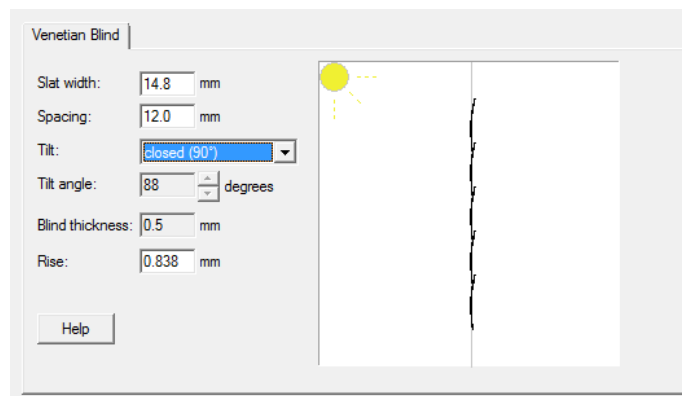 Venetian Blind
Slat width: 14.8 mm
Spacing: 12.0 mm
Tilt: closed (90°)
Tilt angle: 88 degrees
Blind thickness: 0.5 mm
Rise: 0.838 mm
Help